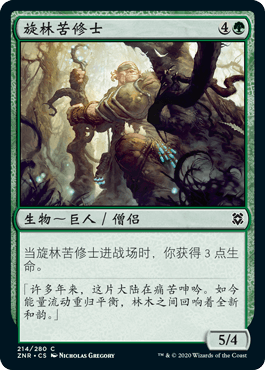 旋林苦修士 4
生物～巨人／僧侣
当旋林苦修士进战场时，你获得3点生
命。
「许多年来，这片大陆在痛苦呻吟。如今
能量流动重归平衡，林木之间回响着全新
和韵。」
5/4
214/280 C
ZNR • CS NICHOLAS GREGORY
™ & © 2020 Wizards of the Coast